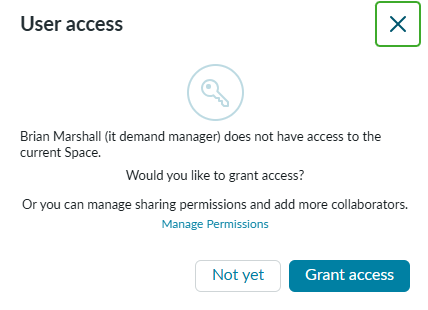 User access
Brian Marshall (it demand manager) does not have access to the
current Space.
Would you like to grant access?
Or you can manage sharing permissions and add more collaborators.
Manage Permissions
Not yet
Grant access